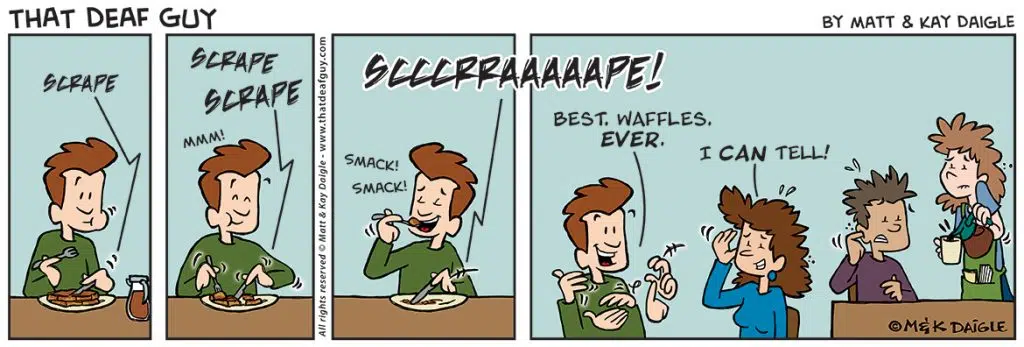 THAT DEAF GUY
BY MATT & KAY DAIGLE
SCRAPE
SCRAPE
SCRAPE
MMM!
SMACK!
SMACK!
All rights reserved © Matt & Kay Daigle - www.thatdeafguy.com
SCCCRRAAAAAPE!
BEST. WAFFLES.
EVER.
I CAN TELL!
©M&K DAIGLE